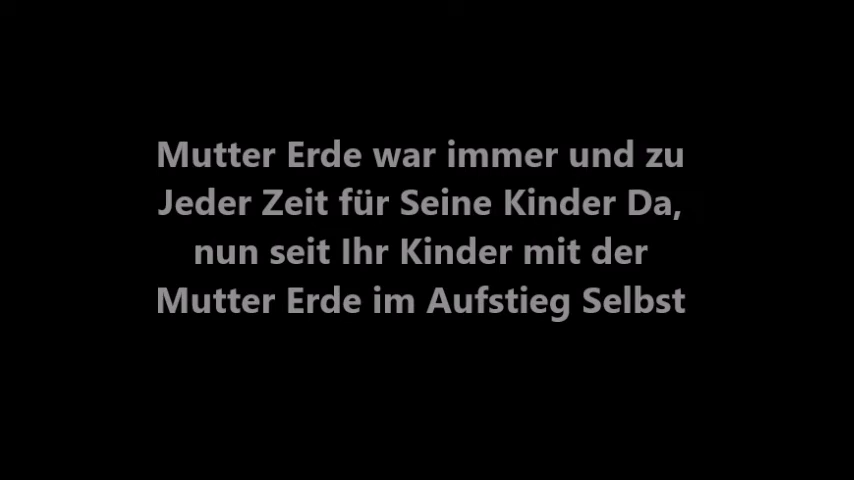 Mutter Erde war immer und zu
Jeder Zeit für Seine Kinder Da,
nun seit Ihr Kinder mit der
Mutter Erde im Aufstieg Selbst